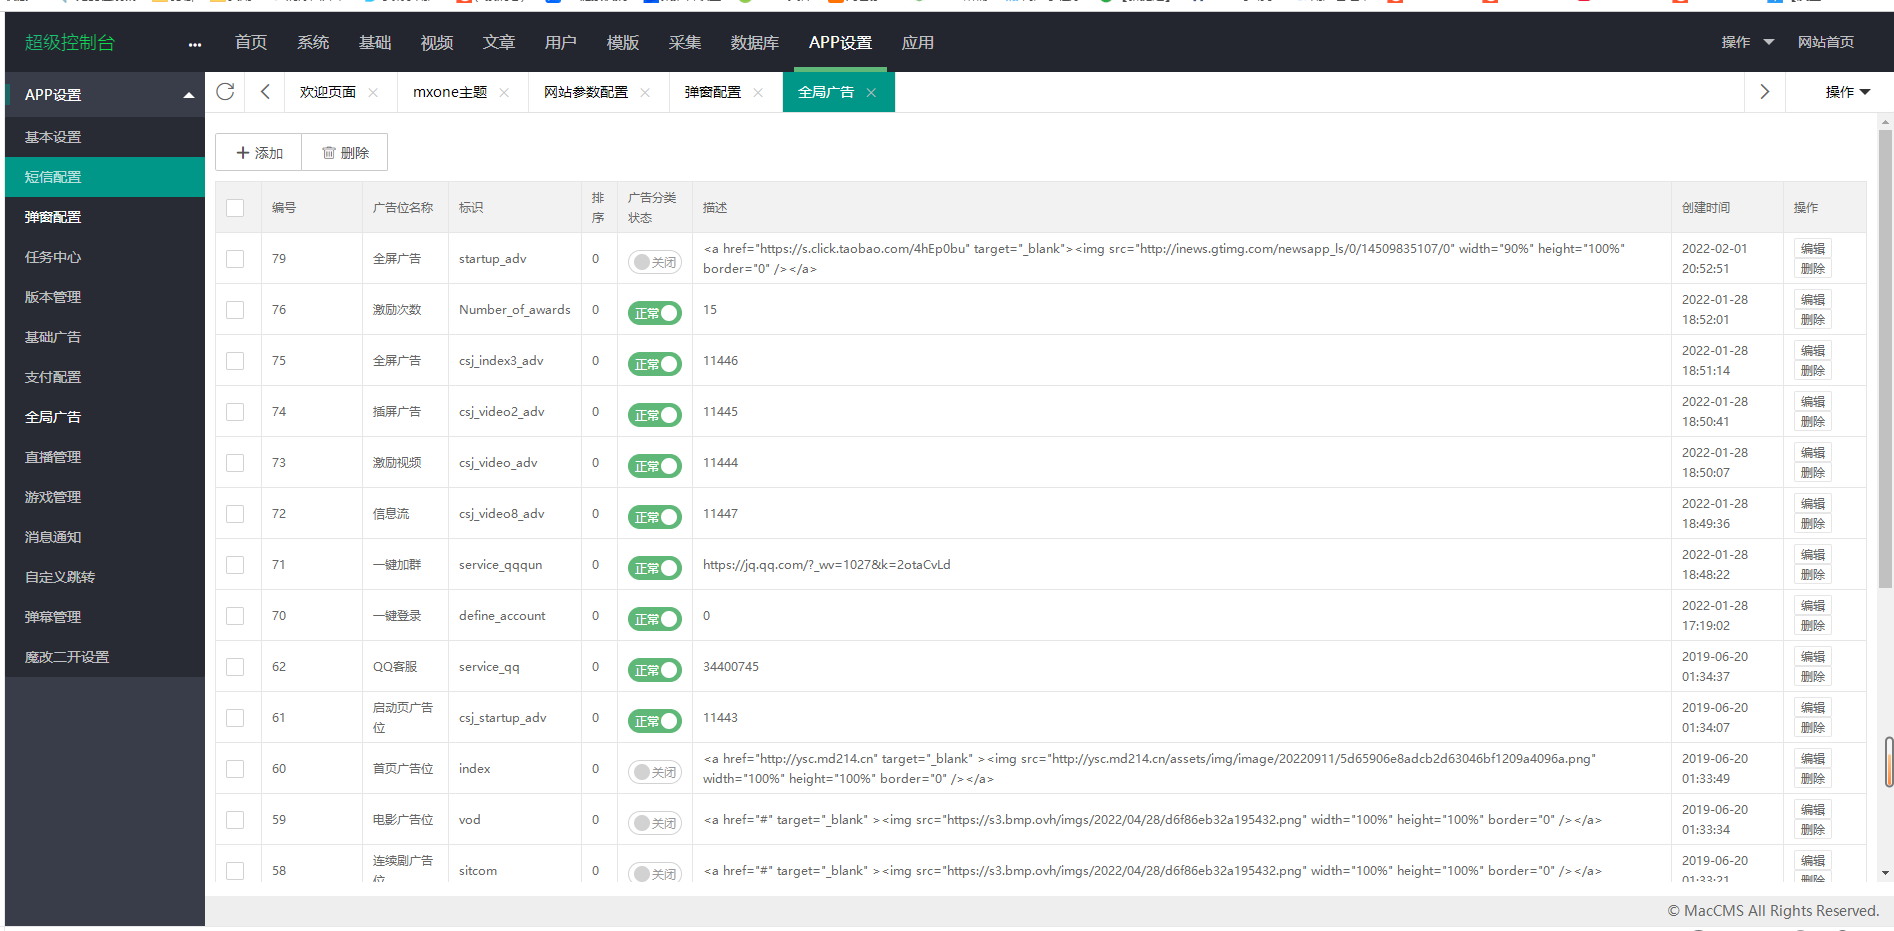 超级控制台 ··· 首页 系统 基础 视频 文章 用户 模版 采集 数据库 APP设置 应用 操作 网站首页
APP设置
基本设置
短信配置
弹窗配置
任务中心
版本管理
基础广告
支付配置
全局广告
直播管理
游戏管理
消息通知
自定义跳转
弹幕管理
魔改二开设置
欢迎页面 mxone主题 网站参数配置 弹窗配置 全局广告 操作
添加 删除
编号 广告位名称 标识 排序 广告分类状态 描述 创建时间 操作
79 全屏广告 startup_adv 0 关闭 <a href="https://s.click.taobao.com/4hEp0bu" target="_blank"><img src="http://inews.gtimg.com/newsapp_ls/0/14509835107/0" width="90%" height="100%"
border="0" /></a> 2022-02-01
20:52:51 编辑
删除
76 激励次数 Number_of_awards 0 正常 15 2022-01-28
18:52:01 编辑
删除
75 全屏广告 csj_index3_adv 0 正常 11446 2022-01-28
18:51:14 编辑
删除
74 插屏广告 csj_video2_adv 0 正常 11445 2022-01-28
18:50:41 编辑
删除
73 激励视频 csj_video_adv 0 正常 11444 2022-01-28
18:50:07 编辑
删除
72 信息流 csj_video8_adv 0 正常 11447 2022-01-28
18:49:36 编辑
删除
71 一键加群 service_qqqun 0 正常 https://jq.qq.com/?_wv=1027&k=2otaCvLd 2022-01-28
18:48:22 编辑
删除
70 一键登录 define_account 0 正常 0 2022-01-28
17:19:02 编辑
删除
62 QQ客服 service_qq 0 正常 34400745 2019-06-20
01:34:37 编辑
删除
61 启动页广告位 csj_startup_adv 0 正常 11443 2019-06-20
01:34:07 编辑
删除
60 首页广告位 index 0 关闭 <a href="http://ysc.md214.cn" target="_blank" ><img src="http://ysc.md214.cn/assets/img/image/20220911/5d65906e8adcb2d63046bf1209a4096a.png"
width="100%" height="100%" border="0" /></a> 2019-06-20
01:33:49 编辑
删除
59 电影广告位 vod 0 关闭 <a href="#" target="_blank" ><img src="https://s3.bmp.ovh/imgs/2022/04/28/d6f86eb32a195432.png" width="100%" height="100%" border="0" /></a> 2019-06-20
01:33:34 编辑
删除
58 连续剧广告位 sitcom 0 关闭 <a href="#" target="_blank" ><img src="https://s3.bmp.ovh/imgs/2022/04/28/d6f86eb32a195432.png" width="100%" height="100%" border="0" /></a> 2019-06-20
01:33:21 编辑
删除
© MacCMS All Rights Reserved.